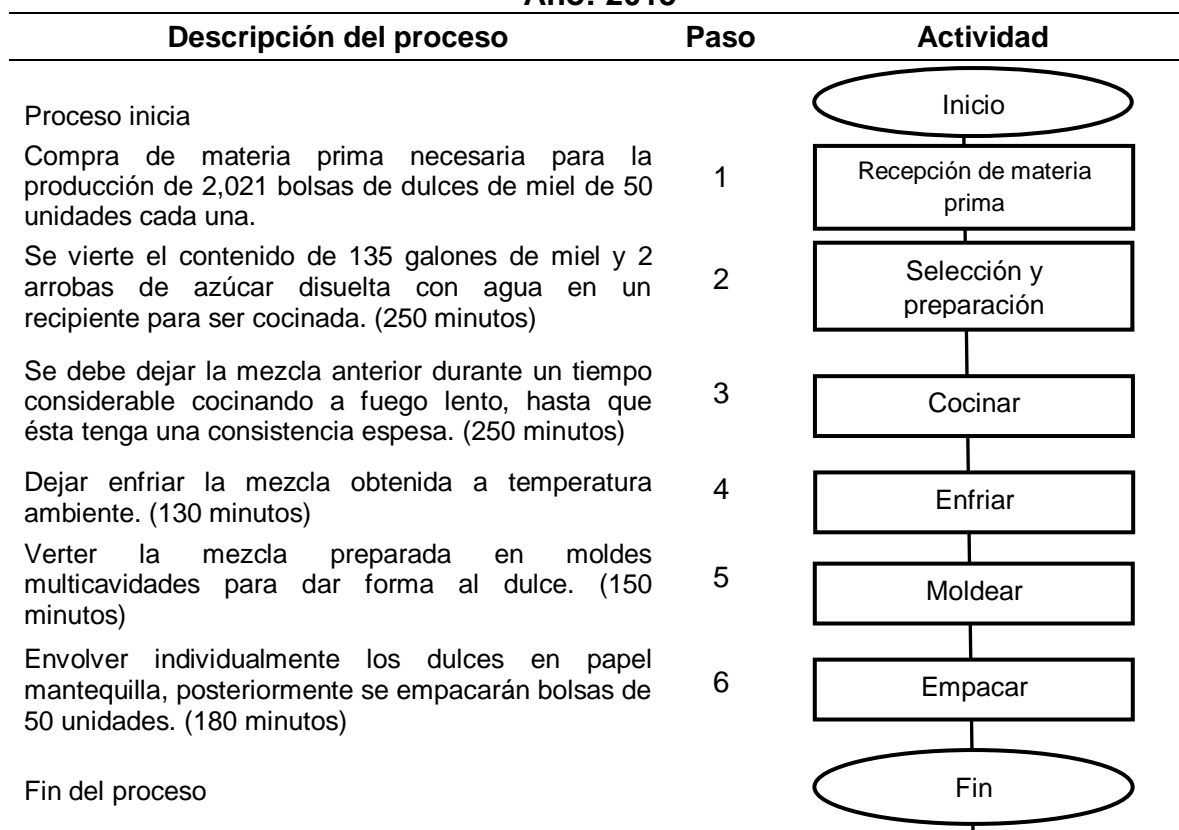 Descripción del proceso Paso Actividad
Proceso inicia
Inicio
Compra de materia prima necesaria para la
producción de 2,021 bolsas de dulces de miel de 50
unidades cada una.
1
Recepción de materia
prima
Se vierte el contenido de 135 galones de miel y 2
arrobas de azúcar disuelta con agua en un
recipiente para ser cocinada. (250 minutos)
2
Selección y
preparación
Se debe dejar la mezcla anterior durante un tiempo
considerable cocinando a fuego lento, hasta que
ésta tenga una consistencia espesa. (250 minutos)
3
Cocinar
Dejar enfriar la mezcla obtenida a temperatura
ambiente. (130 minutos)
4
Enfriar
Verter la mezcla preparada en moldes
multicavidades para dar forma al dulce. (150
minutos)
5
Moldear
Envolver individualmente los dulces en papel
mantequilla, posteriormente se empacarán bolsas de
50 unidades. (180 minutos)
6
Empacar
Fin del proceso
Fin